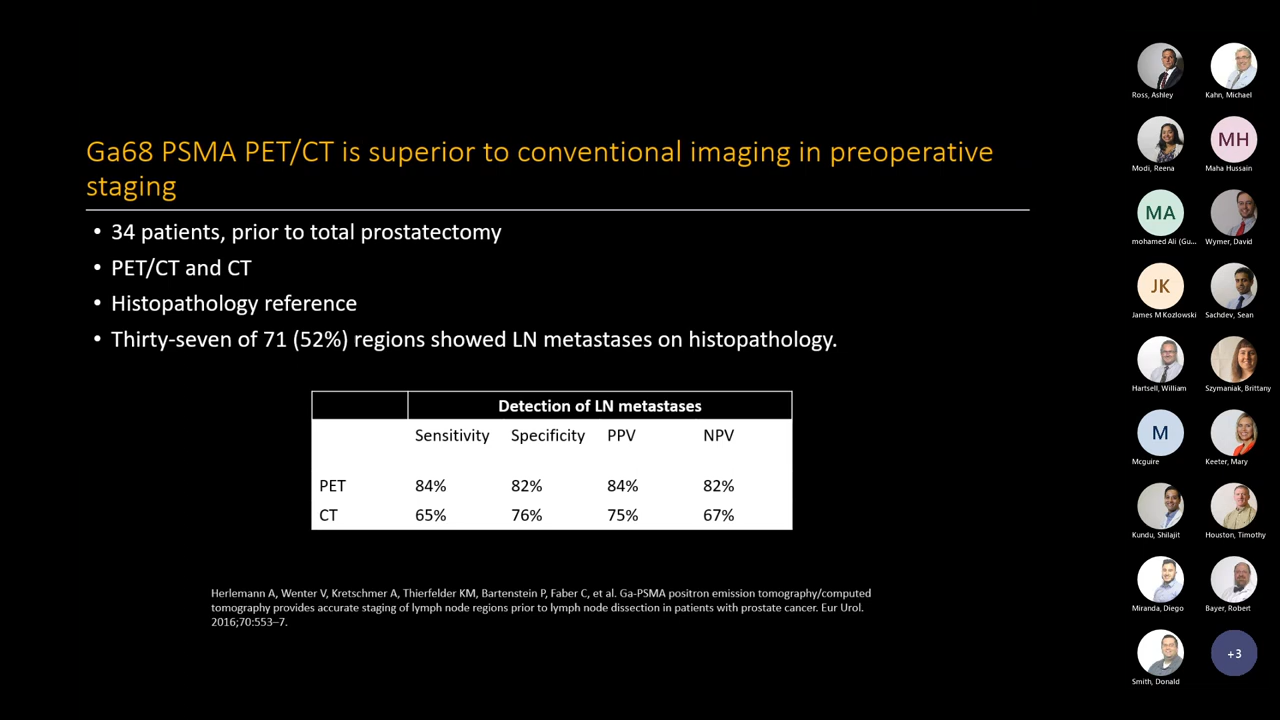 Ga68 PSMA PET/CT is superior to conventional imaging in preoperative
staging
• 34 patients, prior to total prostatectomy
• PET/CT and CT
• Histopathology reference
• Thirty-seven of 71 (52%) regions showed LN metastases on histopathology.
Detection of LN metastases
Sensitivity Specificity PPV NPV
PET 84% 82% 84% 82%
CT 65% 76% 75% 67%
Herlemann A, Wenter V, Kretschmer A, Thierfelder KM, Bartenstein P, Faber C, et al. Ga-PSMA positron emission tomography/computed
tomography provides accurate staging of lymph node regions prior to lymph node dissection in patients with prostate cancer. Eur Urol.
2016;70:553–7.
Ross, Ashley Kahn, Michael
MH
Modi, Reena Maha Hussain
MA
mohamed Ali (Gu... Wymer, David
JK
James M Kozlowski Sachdev, Sean
Hartsell, William Szymaniak, Brittany
M
Mcguire Keeter, Mary
Kundu, Shilajit Houston, Timothy
Miranda, Diego Bayer, Robert
+3
Smith, Donald